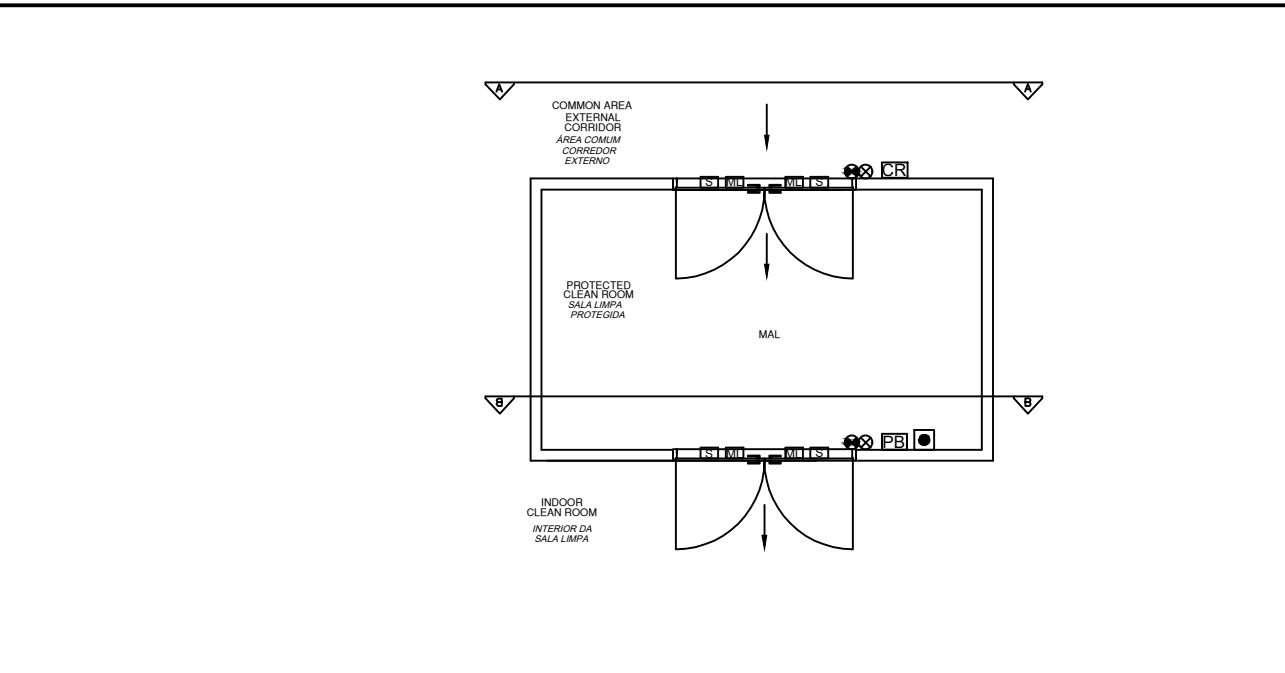 A A
COMMON AREA
EXTERNAL
CORRIDOR
ÁREA COMUM
CORREDOR
EXTERNO
S ML ML S CR
PROTECTED
CLEAN ROOM
SALA LIMPA
PROTEGIDA
MAL
B B
S ML ML S PB
INDOOR
CLEAN ROOM
INTERIOR DA
SALA LIMPA